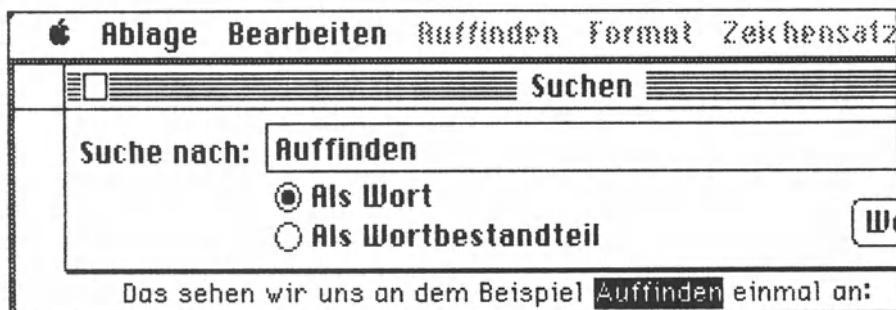 Ablage Bearbeiten Auffinden Format Zeichensatz
Suchen
Suche nach: Auffinden
Als Wort
Als Wortbestandteil
Das sehen wir uns an dem Beispiel Auffinden einmal an: